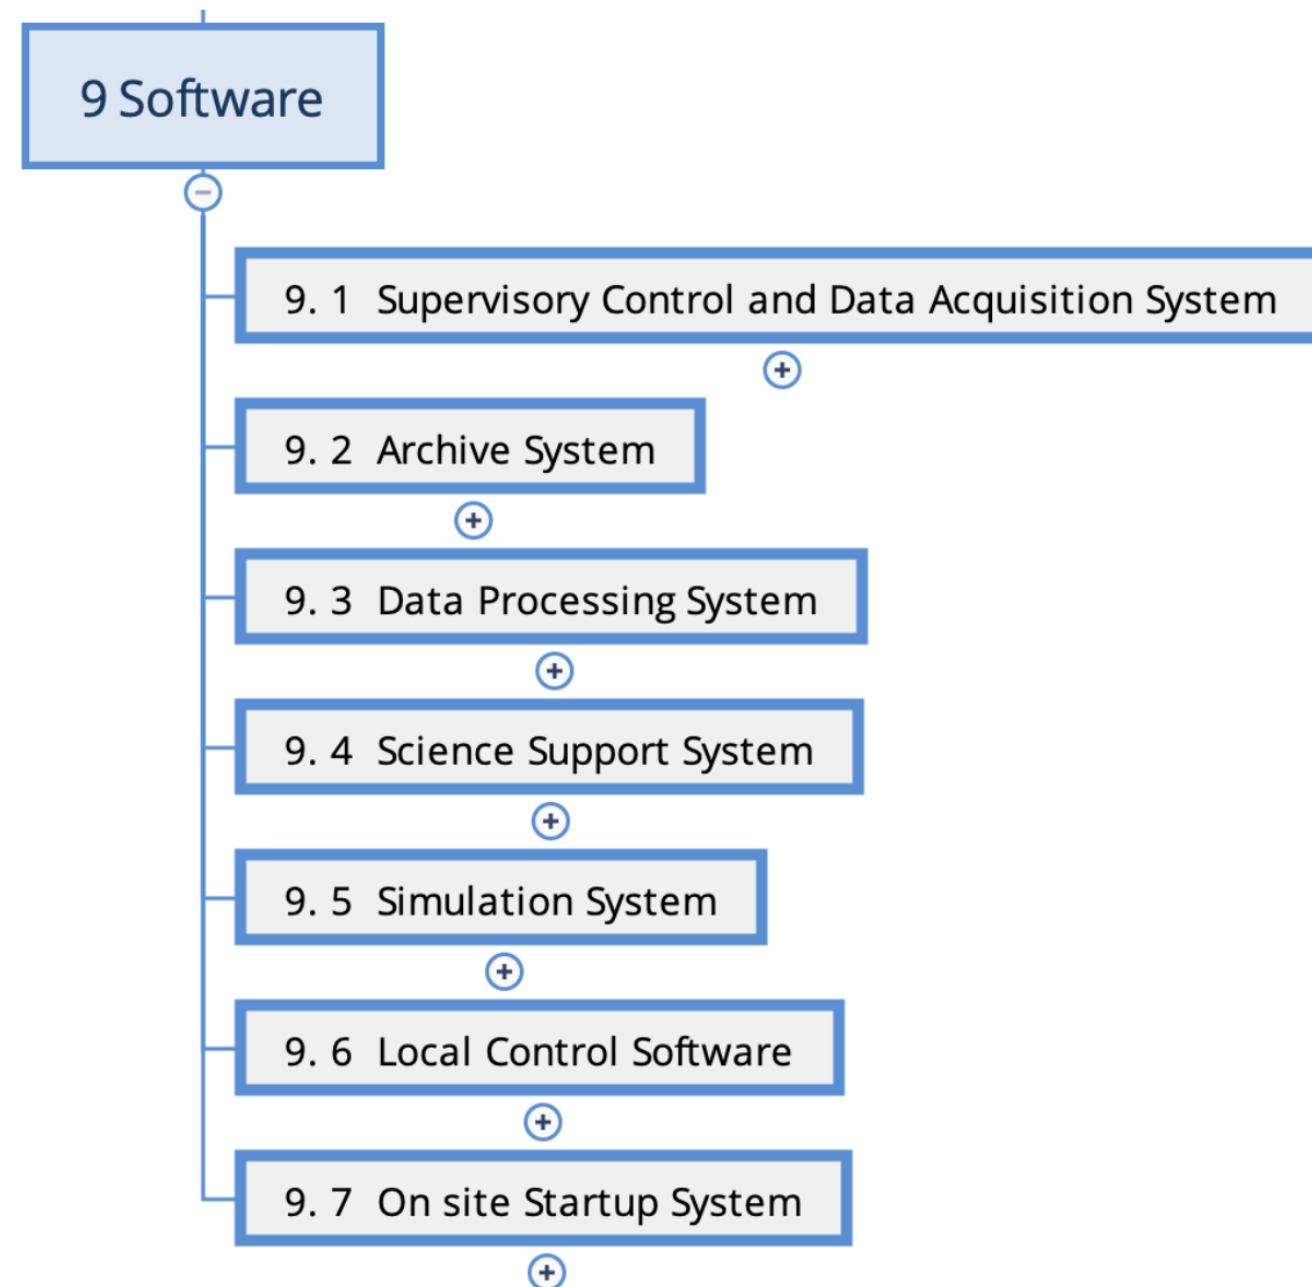 9 Software
9. 1 Supervisory Control and Data Acquisition System
9. 2 Archive System
9. 3 Data Processing System
9. 4 Science Support System
9. 5 Simulation System
9. 6 Local Control Software
9. 7 On site Startup System